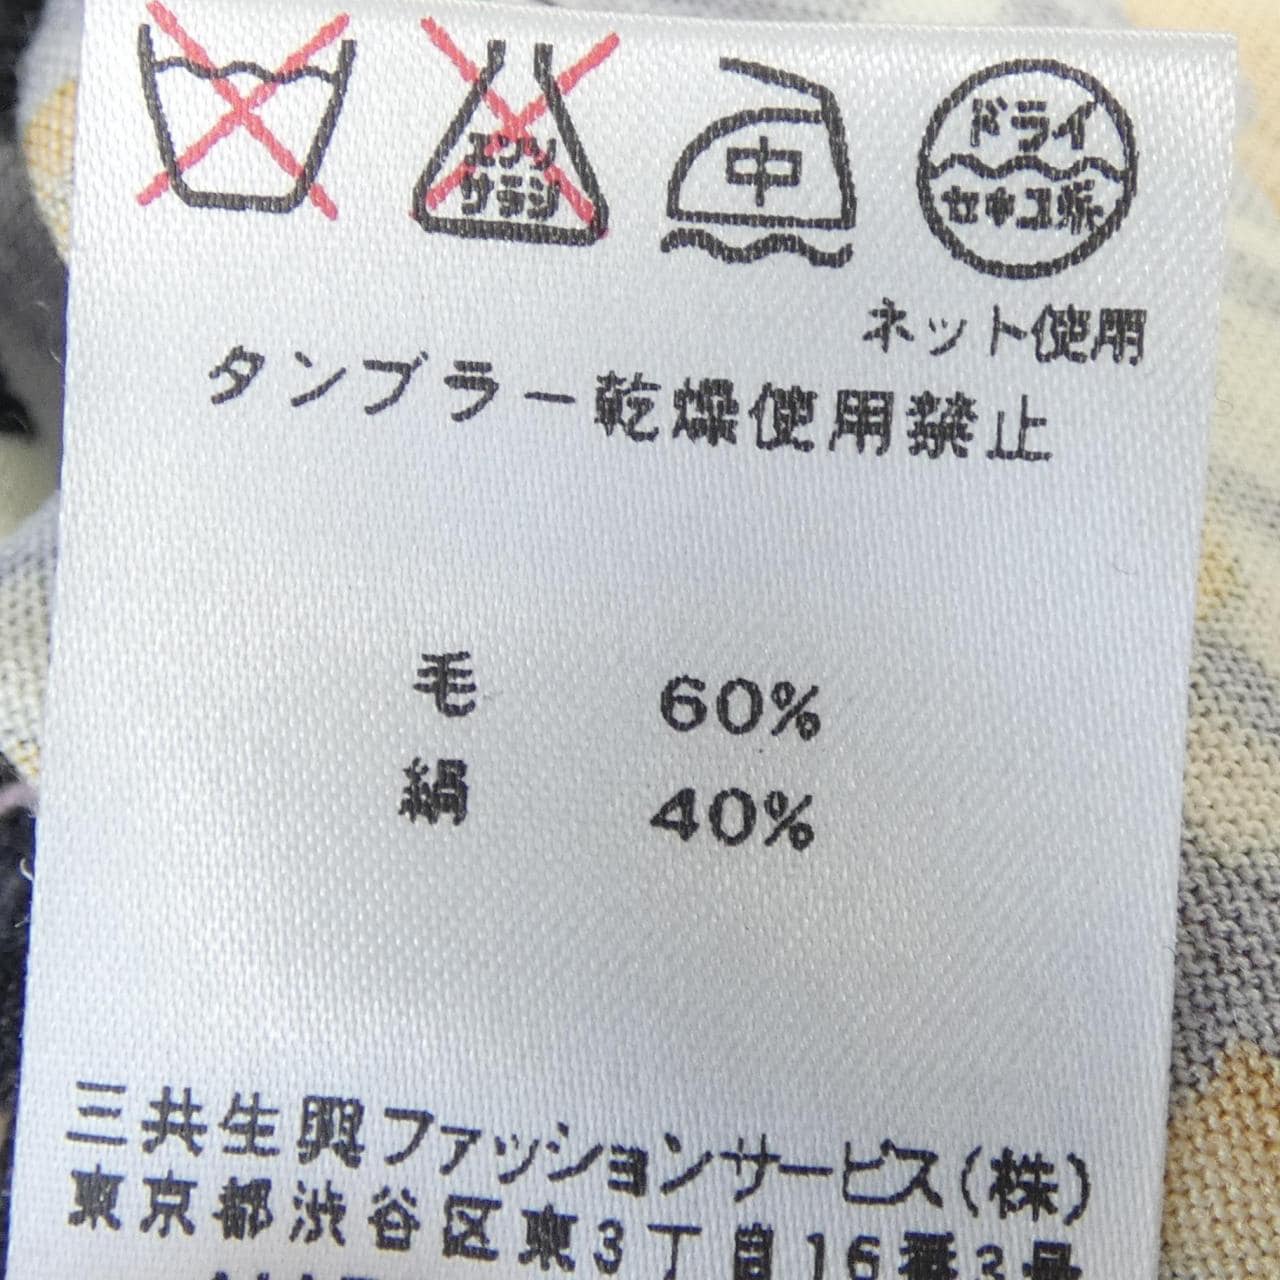 エンソ
サラシ
中
ドライ
セキユ系
ネット使用
タンブラー乾燥使用禁止
毛 60%
絹 40%
三共生興ファッションサービス(株)
東京都渋谷区東3丁目16番3号